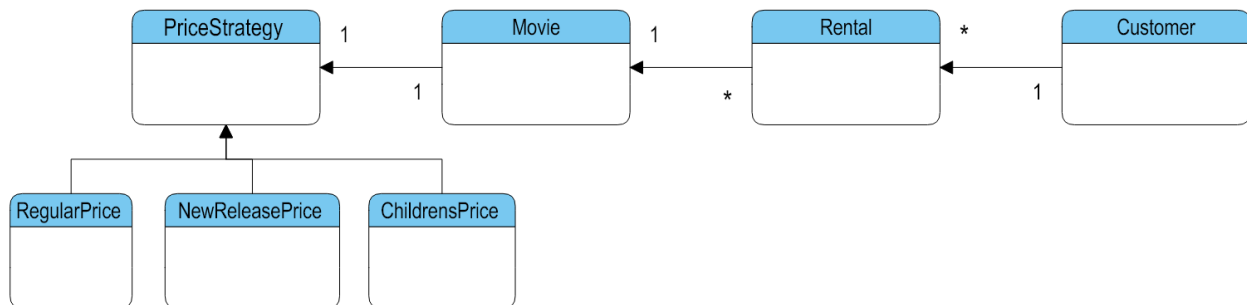 PriceStrategy
1
1
Movie
1
*
Rental
*
1
Customer
RegularPrice
NewReleasePrice
ChildrensPrice